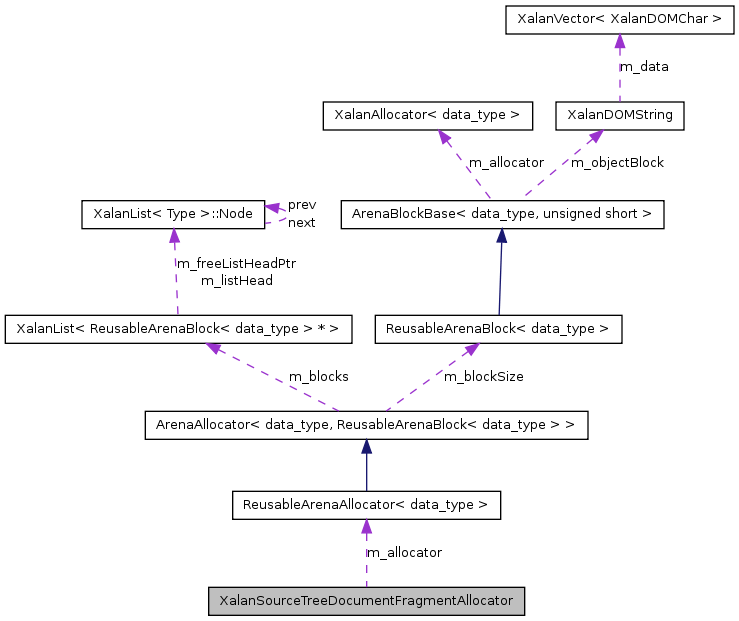 XalanVector< XalanDOMChar >
m_data
XalanAllocator< data_type >
XalanDOMString
m_allocator
m_objectBlock
XalanList< Type >::Node
prev
next
ArenaBlockBase< data_type, unsigned short >
m_freeListHeadPtr
m_listHead
XalanList< ReusableArenaBlock< data_type > * >
ReusableArenaBlock< data_type >
m_blocks
m_blockSize
ArenaAllocator< data_type, ReusableArenaBlock< data_type > >
ReusableArenaAllocator< data_type >
m_allocator
XalanSourceTreeDocumentFragmentAllocator